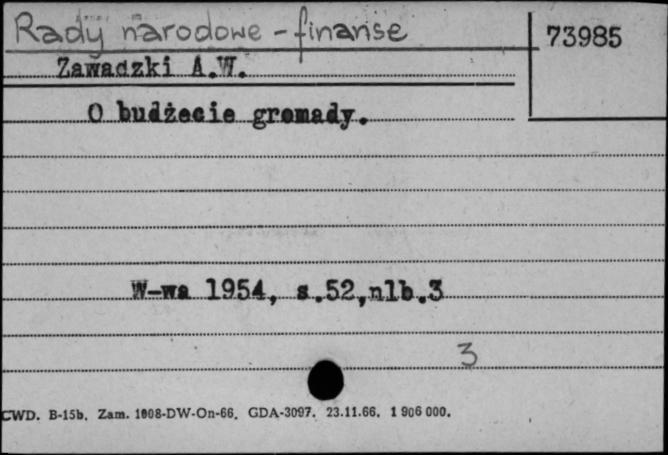 Rady narodowe - finanse
73985
Zawadzki A.W.
O budżecie gromady.
W-wa 1954, s.52,nlb.3
3
CWD. B-15b. Zam. 1808-DW-On-66. GDA-3097. 23.11.66. 1 906 000.